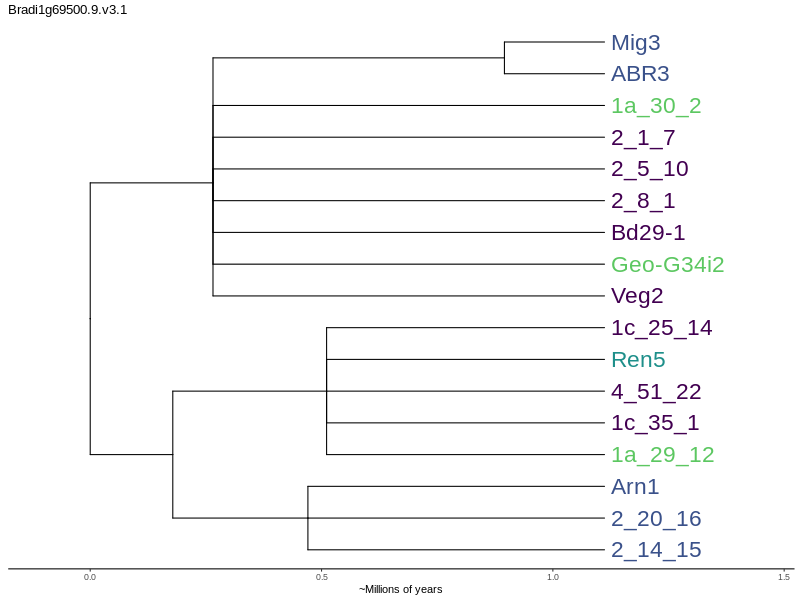 Bradi1g69500.9.v3.1
Mig3
ABR3
1a_30_2
2_1_7
2_5_10
2_8_1
Bd29-1
Geo-G34i2
Veg2
1c_25_14
Ren5
4_51_22
1c_35_1
1a_29_12
Arn1
2_20_16
2_14_15
0.0 0.5 1.0 1.5
~Millions of years